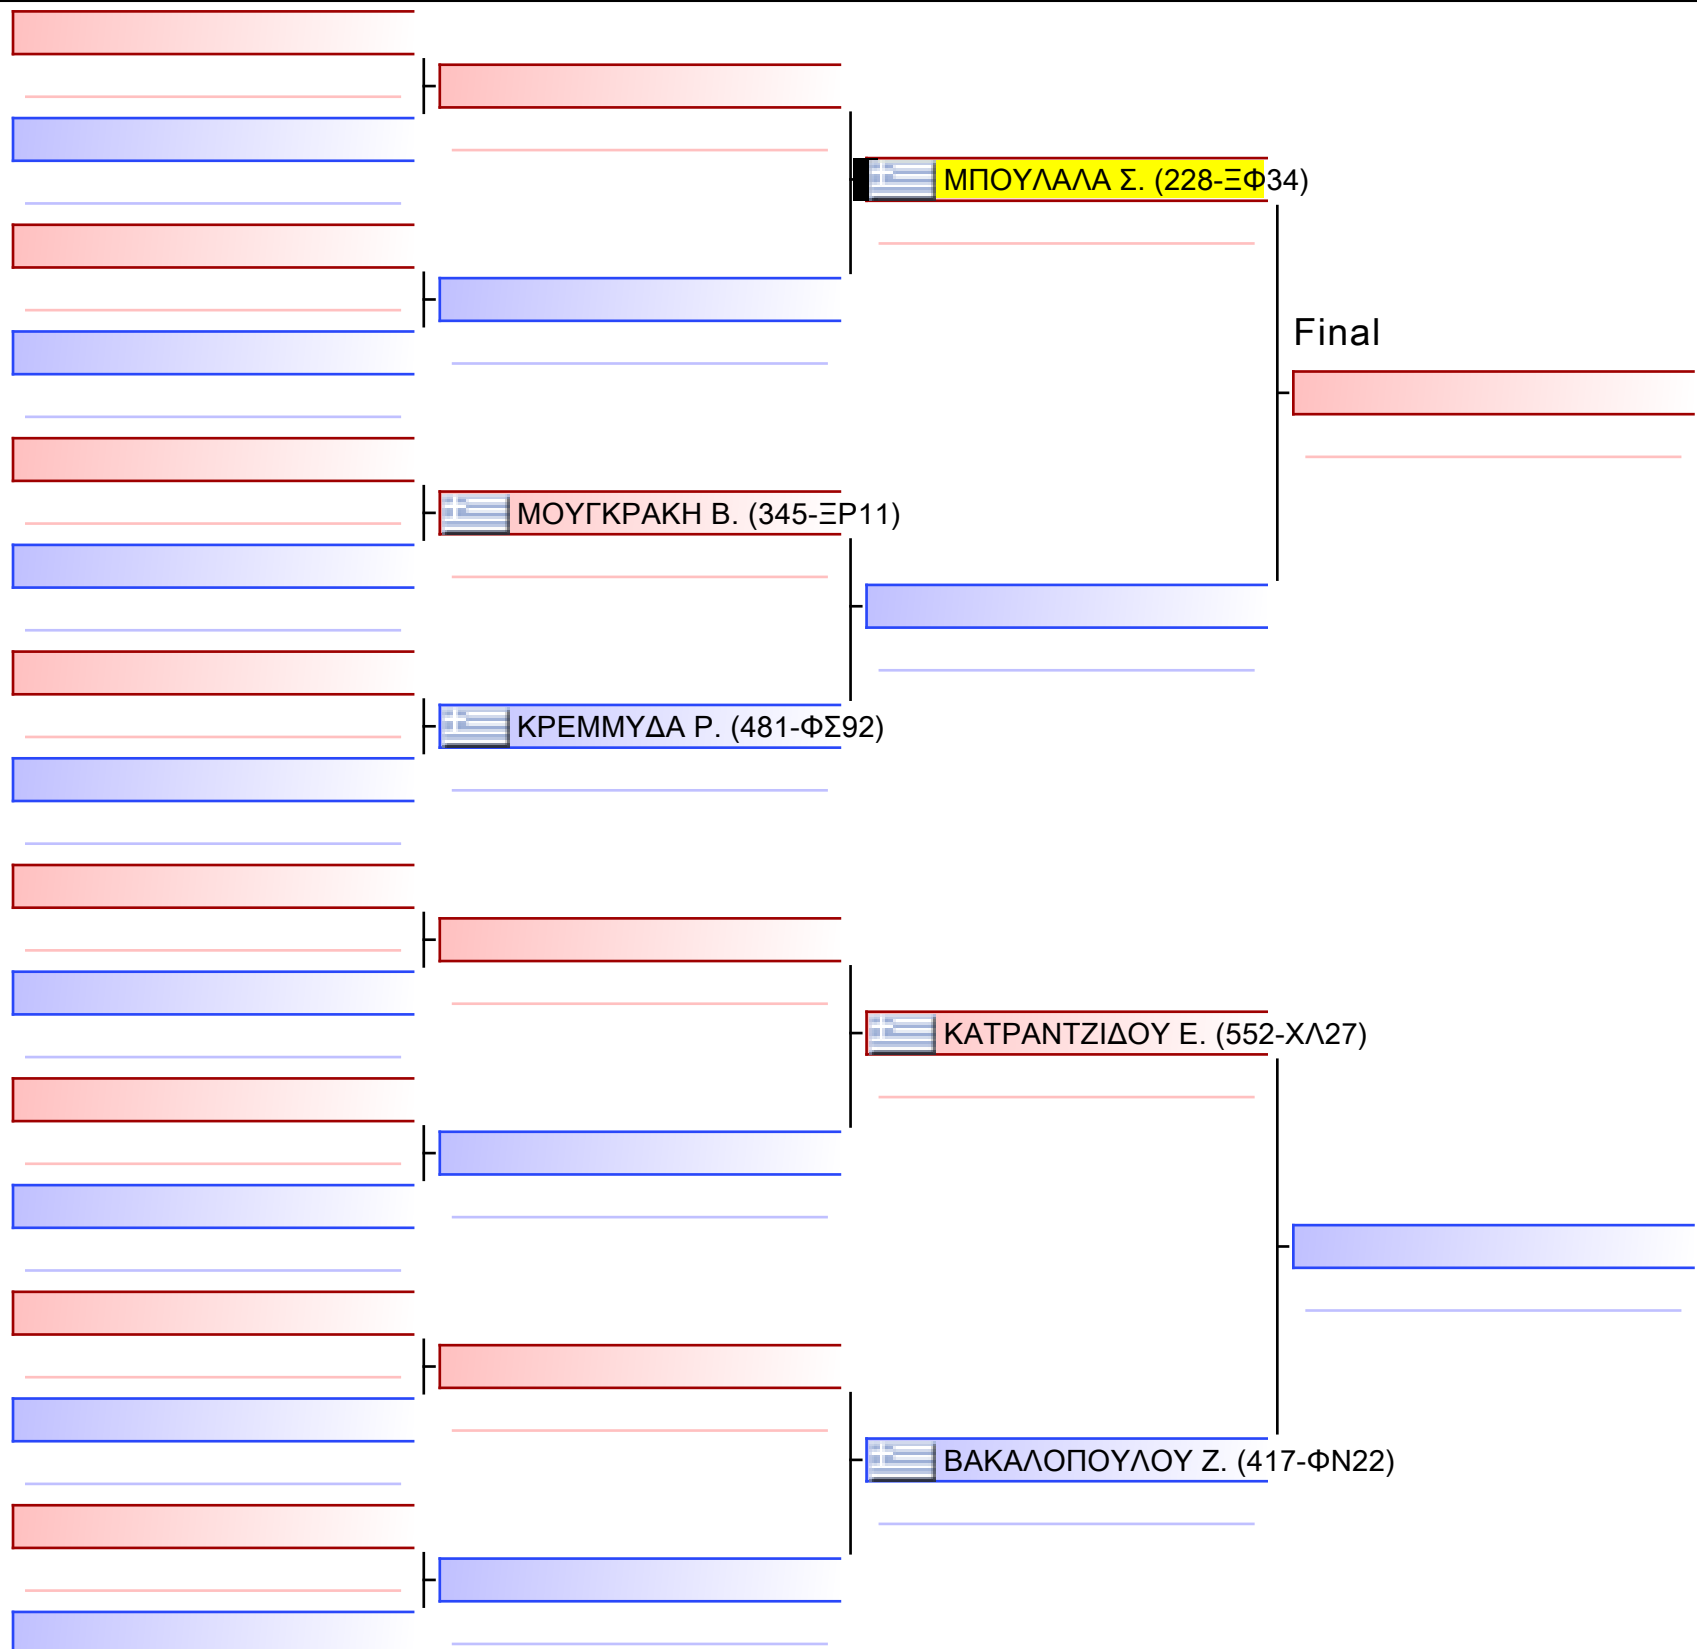 ΜΠΟΥΛΑΛΑ Σ. (228-ΞΦ34)
Final
ΜΟΥΓΚΡΑΚΗ Β. (345-ΞΡ11)
ΚΡΕΜΜΥΔΑ Ρ. (481-ΦΣ92)
ΚΑΤΡΑΝΤΖΙΔΟΥ Ε. (552-ΧΛ27)
ΒΑΚΑΛΟΠΟΥΛΟΥ Ζ. (417-ΦΝ22)